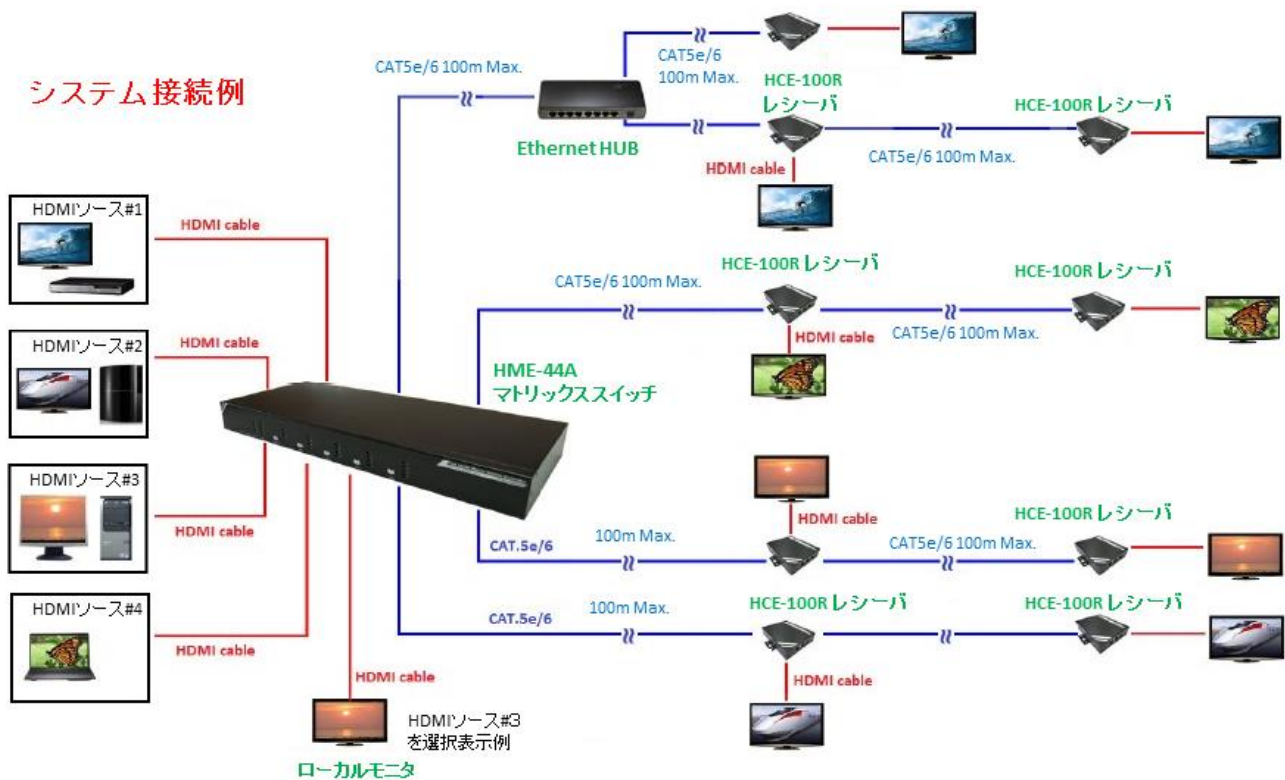 システム接続例
CAT5e/6 100m Max.
CAT5e/6
100m Max.
Ethernet HUB
HCE-100R
レシーバ
HCE-100R レシーバ
HDMI cable
CAT5e/6 100m Max.
HDMIソース#1
HDMI cable
HDMIソース#2
HDMI cable
HDMIソース#3
HDMI cable
HDMIソース#4
HDMI cable
HME-44A
マトリックススイッチ
CAT5e/6 100m Max.
HCE-100R レシーバ
HDMI cable
CAT5e/6 100m Max.
HCE-100R レシーバ
CAT.5e/6
100m Max.
HDMI cable
CAT5e/6 100m Max.
HCE-100R レシーバ
CAT.5e/6
100m Max.
HCE-100R レシーバ
HDMI cable
HCE-100R レシーバ
HDMI cable
HDMIソース#3
を選択表示例
ローカルモニタ